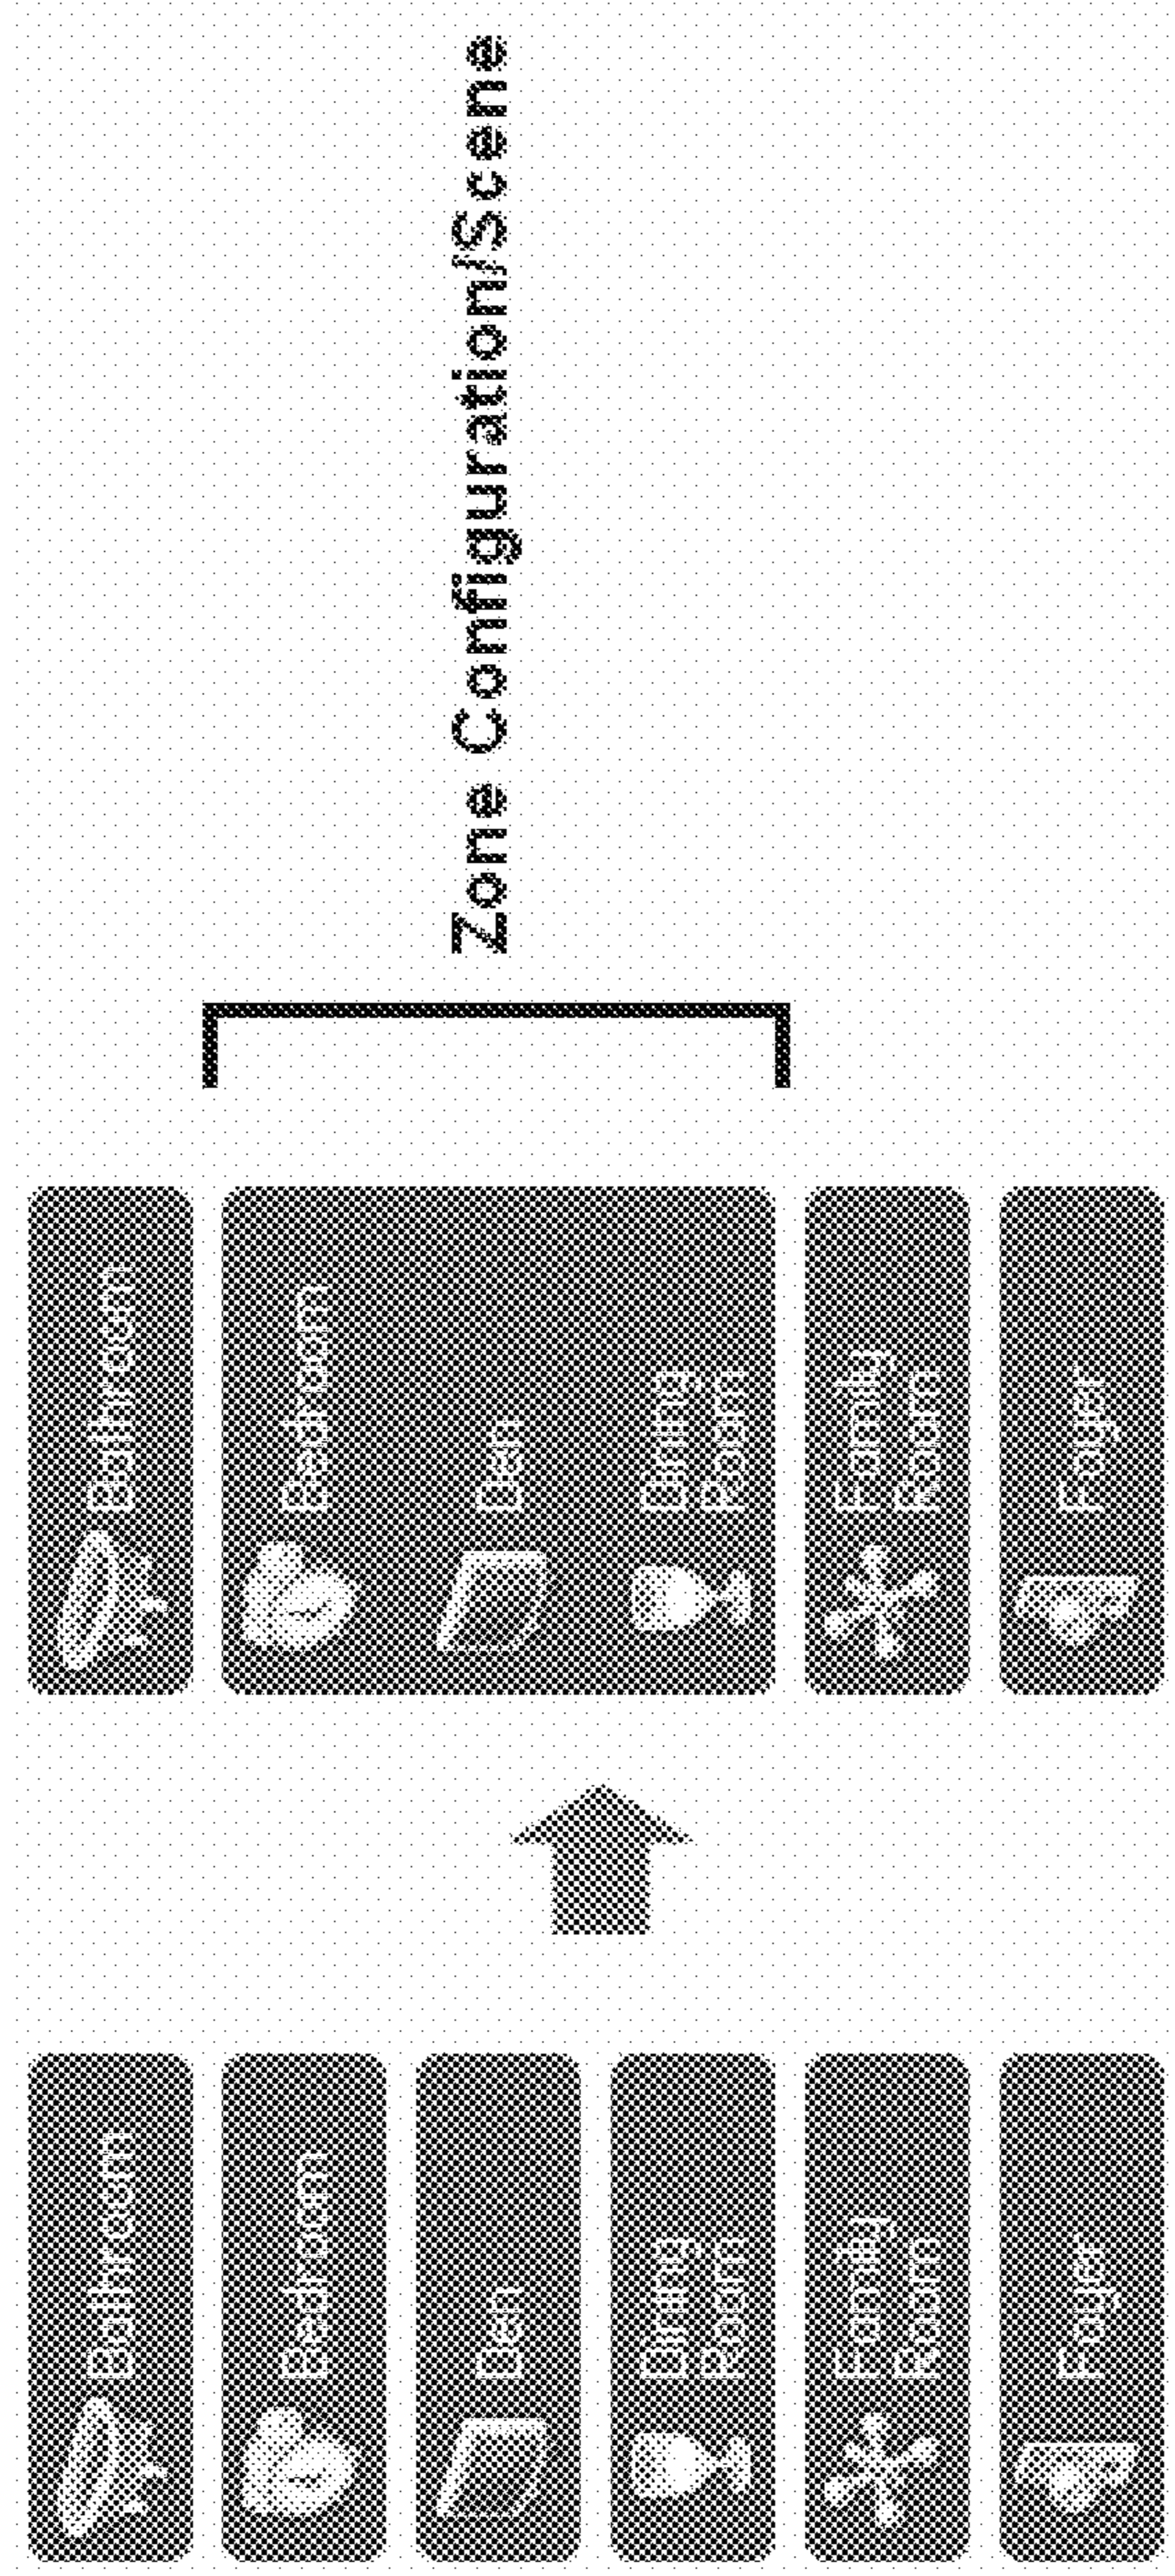 Bathroom
Bedroom
Den
Dining
Room
Family
Room
Foyer
Bathroom
Bedroom
Den
Dining
Room
Family
Room
Foyer
Zone Configuration/Scene